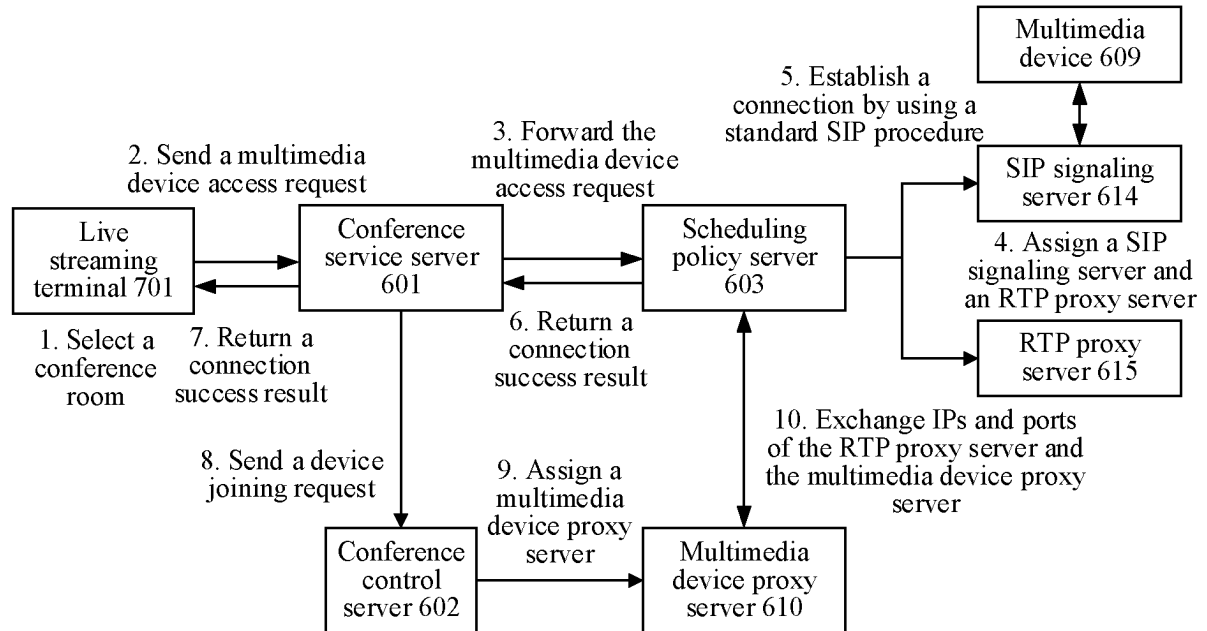 Multimedia
device 609
5. Establish a
connection by using a
standard SIP procedure
3. Forward the
multimedia device
access request
2. Send a multimedia
device access request
SIP signaling
server 614
Live
streaming
terminal 701
Conference
service server
601
Scheduling
policy server
603
4. Assign a SIP
signaling server and
an RTP proxy server
1. Select a
conference
room
7. Return a
connection
success result
6. Return a
connection
success result
RTP proxy
server 615
8. Send a device
joining request
9. Assign a
multimedia
device proxy
server
10. Exchange IPs and ports
of the RTP proxy server and
the multimedia device proxy
server
Conference
control
server 602
Multimedia
device proxy
server 610